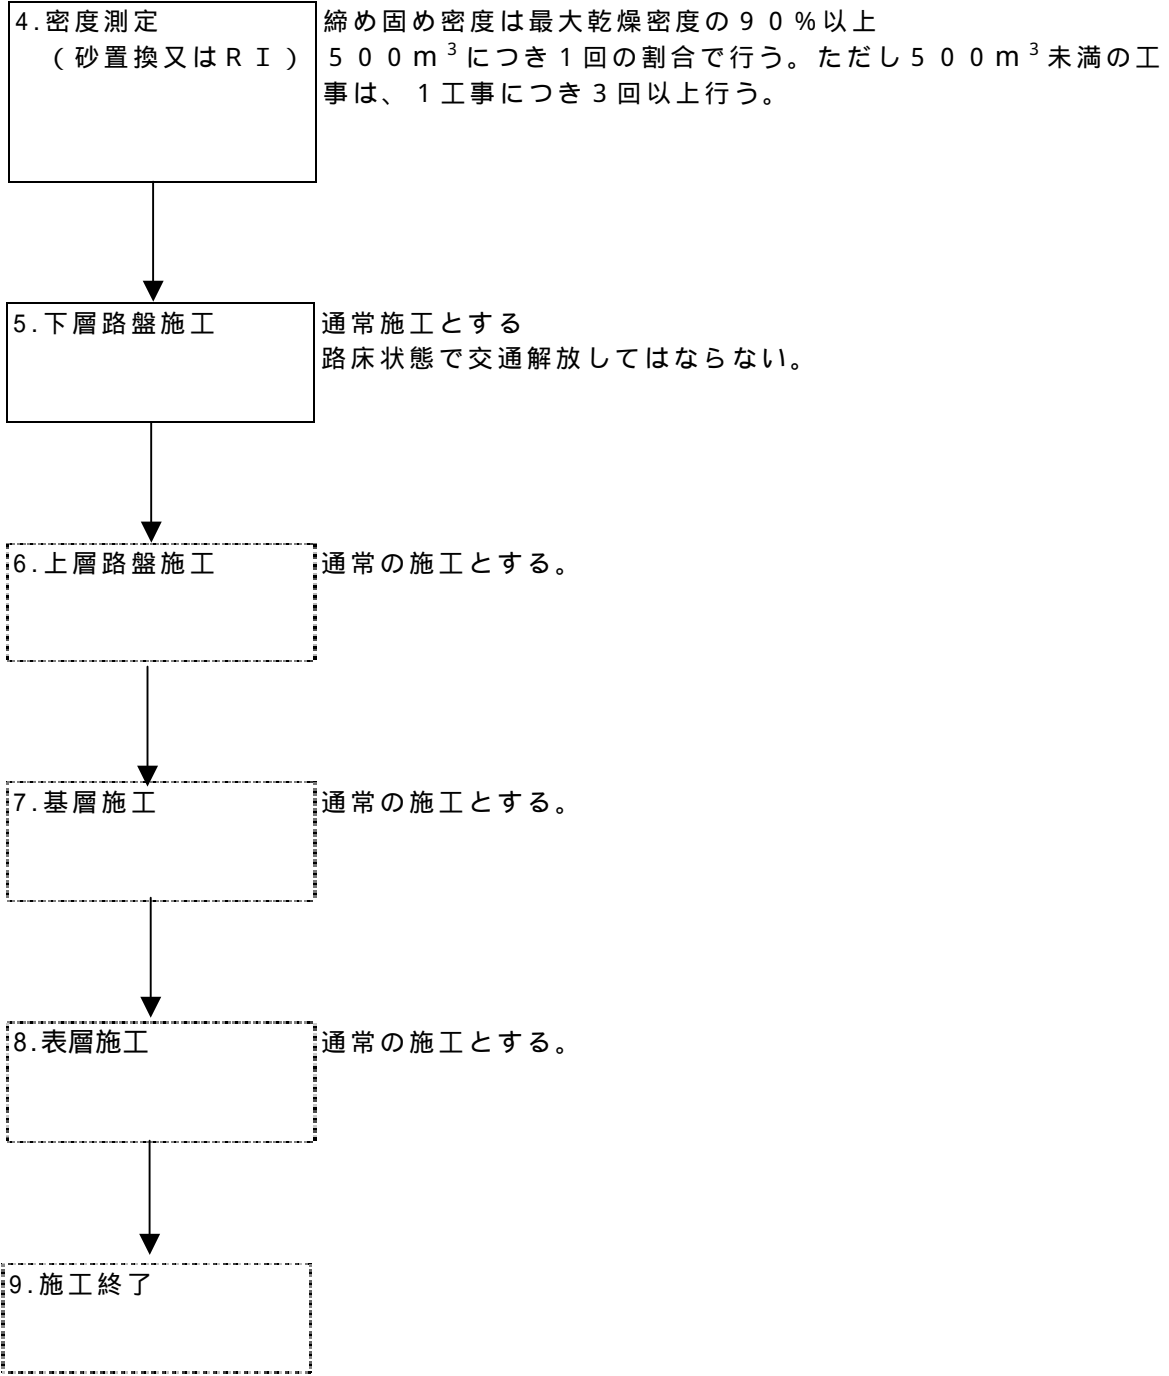 4.密度測定
（砂置換又はＲＩ）
締め固め密度は最大乾燥密度の９０％以上
５００ｍ³につき１回の割合で行う。ただし５００ｍ³未満の工
事は、１工事につき３回以上行う。
5.下層路盤施工
通常施工とする
路床状態で交通解放してはならない。
6.上層路盤施工
通常の施工とする。
7.基層施工
通常の施工とする。
8.表層施工
通常の施工とする。
9.施工終了